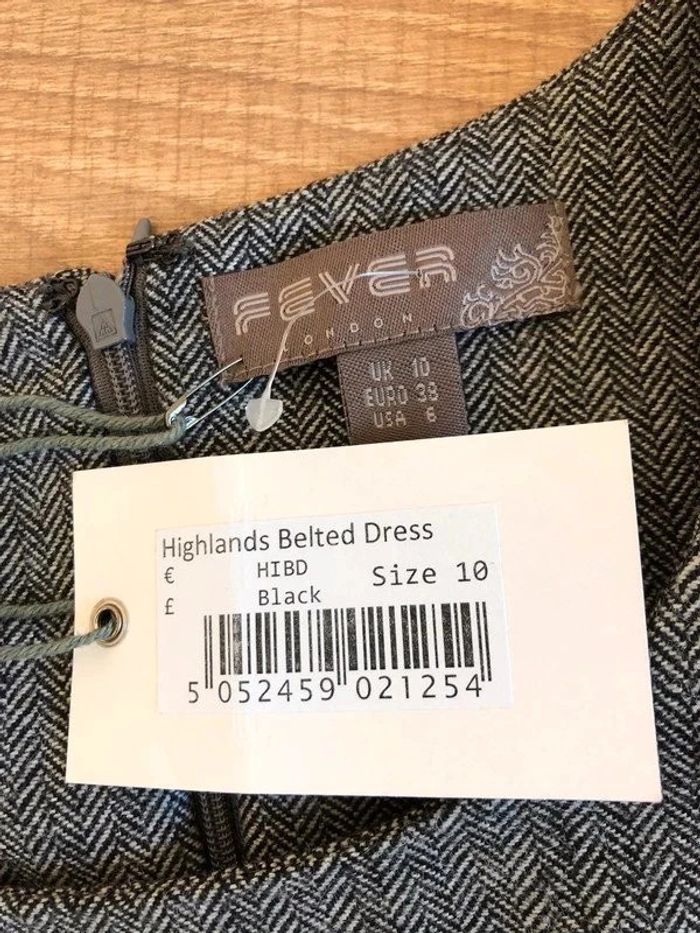 FEVER
LONDON
UK 10
EURO 38
USA 6
Highlands Belted Dress
€ HIBD Size 10
£ Black
5 052459 021254